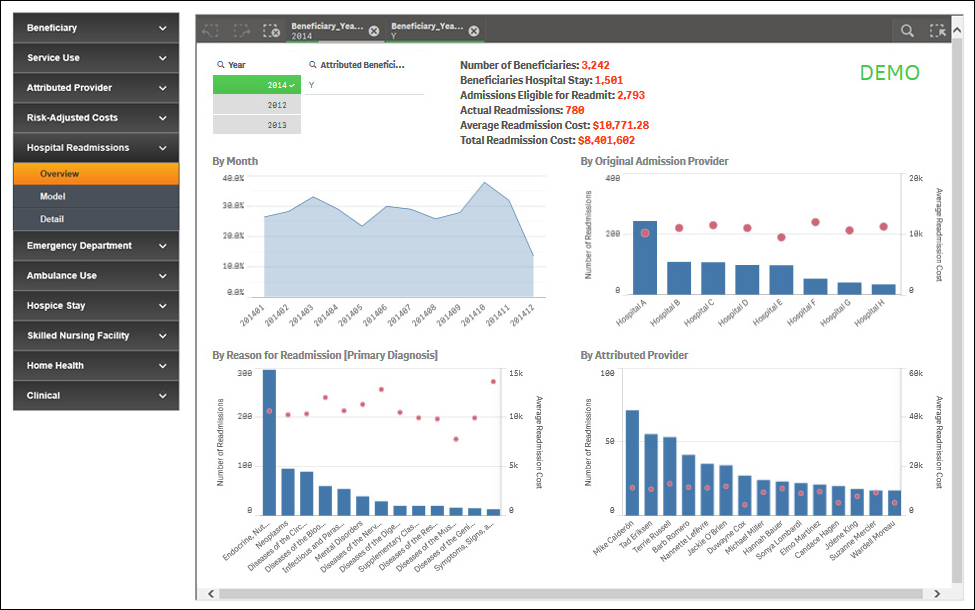 Beneficiary
Service Use
Attributed Provider
Risk-Adjusted Costs
Hospital Readmissions
Overview
Model
Detail
Emergency Department
Ambulance Use
Hospice Stay
Skilled Nursing Facility
Home Health
Clinical
Beneficiary_Yea...
2014
Beneficiary_Yea...
Y
Year
2014
2012
2013
Attributed Benefici...
Y
Number of Beneficiaries: 3,242
Beneficiaries Hospital Stay: 1,501
Admissions Eligible for Readmit: 2,793
Actual Readmissions: 780
Average Readmission Cost: $10,771.28
Total Readmission Cost: $8,401,602
DEMO
By Month
40.0%
30.0%
20.0%
10.0%
0.0%
201401
201402
201403
201404
201405
201406
201407
201408
201409
201410
201411
201412
By Original Admission Provider
Number of Readmissions
400
200
0
20k
10k
0
Average Readmission Cost
Hospital A
Hospital B
Hospital C
Hospital D
Hospital E
Hospital F
Hospital G
Hospital H
By Reason for Readmission [Primary Diagnosis]
Number of Readmissions
300
200
100
0
15k
10k
5k
0
Average Readmission Cost
Endocrine, Nut...
Neoplasms
Diseases of the Circ...
Diseases of the Bloo...
Infectious and Paras...
Mental Disorders
Diseases of the Nerv...
Diseases of the Dige...
Supplementary Clas...
Diseases of the Res...
Diseases of the Mus...
Diseases of the Geni...
Symptoms, Signs, a...
By Attributed Provider
Number of Readmissions
100
50
0
60k
40k
20k
0
Average Readmission Cost
Mike Calderón
Tad Eriksen
Terrie Russell
Barb Romero
Nannette Lefèvre
Jackie O'Brien
Duwayne Cox
Michael Miller
Hannah Bauer
Sonya Lombardi
Elmo Martinez
Candace Hagen
Jolene King
Suzanne Mercier
Wardell Moreau